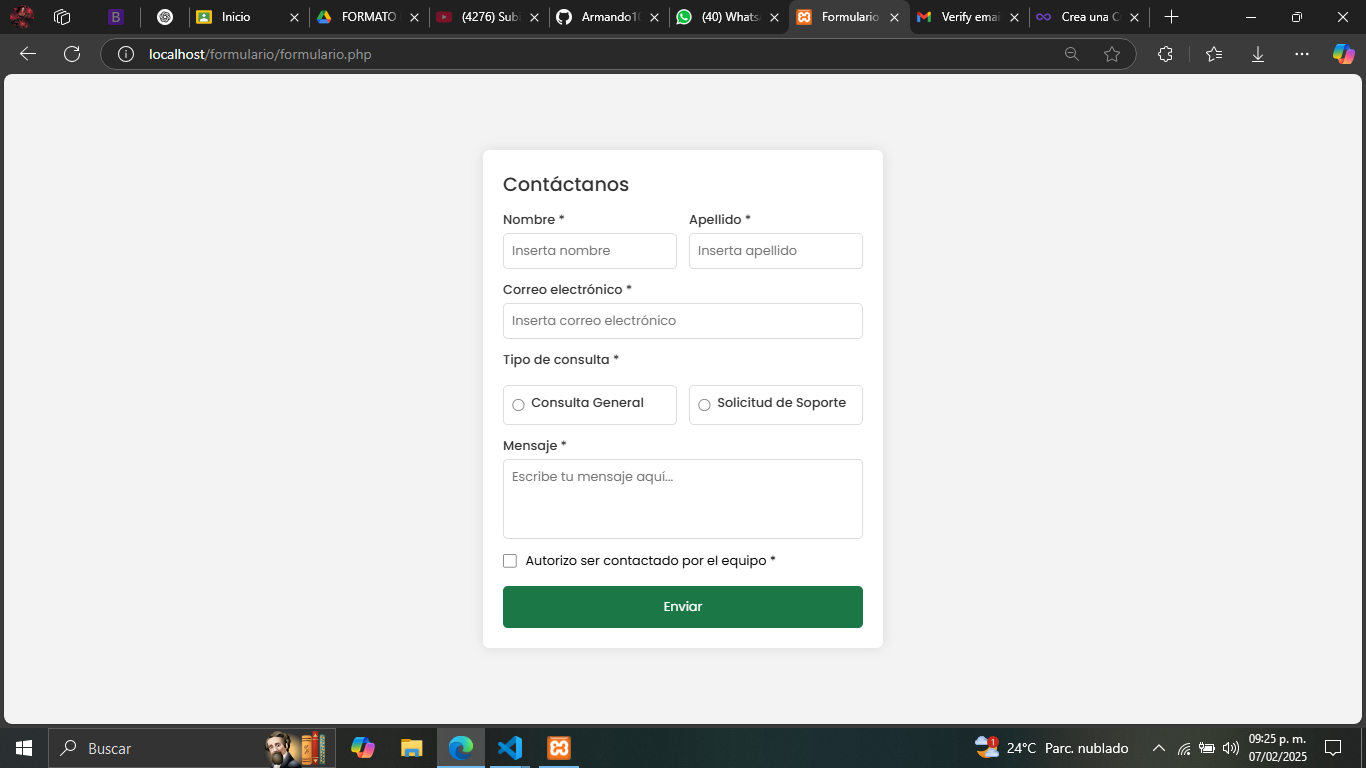 Inicio
FORMATO
(4276) Sub
Armando1
(40) Whats
Formulario
Verify emai
Crea una C
localhost/formulario/formulario.php
Contáctanos
Nombre * Apellido *
Inserta nombre Inserta apellido
Correo electrónico *
Inserta correo electrónico
Tipo de consulta *
Consulta General Solicitud de Soporte
Mensaje *
Escribe tu mensaje aquí...
Autorizo ser contactado por el equipo *
Enviar
Buscar
1
24°C Parc. nublado
09:25 p. m.
07/02/2025